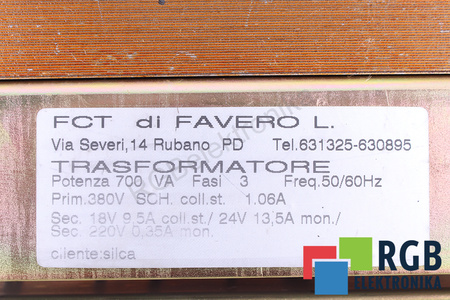 FCT di FAVERO L.
Via Severi,14 Rubano PD Tel.631325-630895
TRASFORMATORE
Potenza 700 VA Fasi 3 Freq.50/60Hz
Prim.380V SCH. coll.st. 1.06A
Sec. 18V 9.5A coll.st./ 24V 13,5A mon./
Sec. 220V 0,35A mon.
cliente:silca
RGB
ELEKTRONIKA